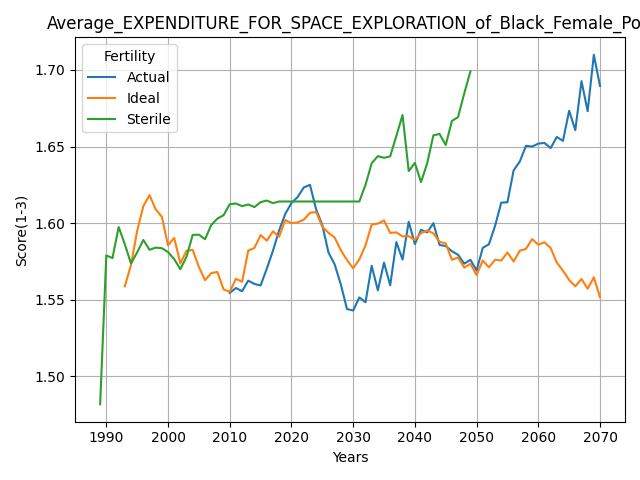 Average_EXPENDITURE_FOR_SPACE_EXPLORATION_of_Black_Female_Po
Fertility
Actual
Ideal
Sterile
Score(1-3)
1.70
1.65
1.60
1.55
1.50
1990 2000 2010 2020 2030 2040 2050 2060 2070
Years